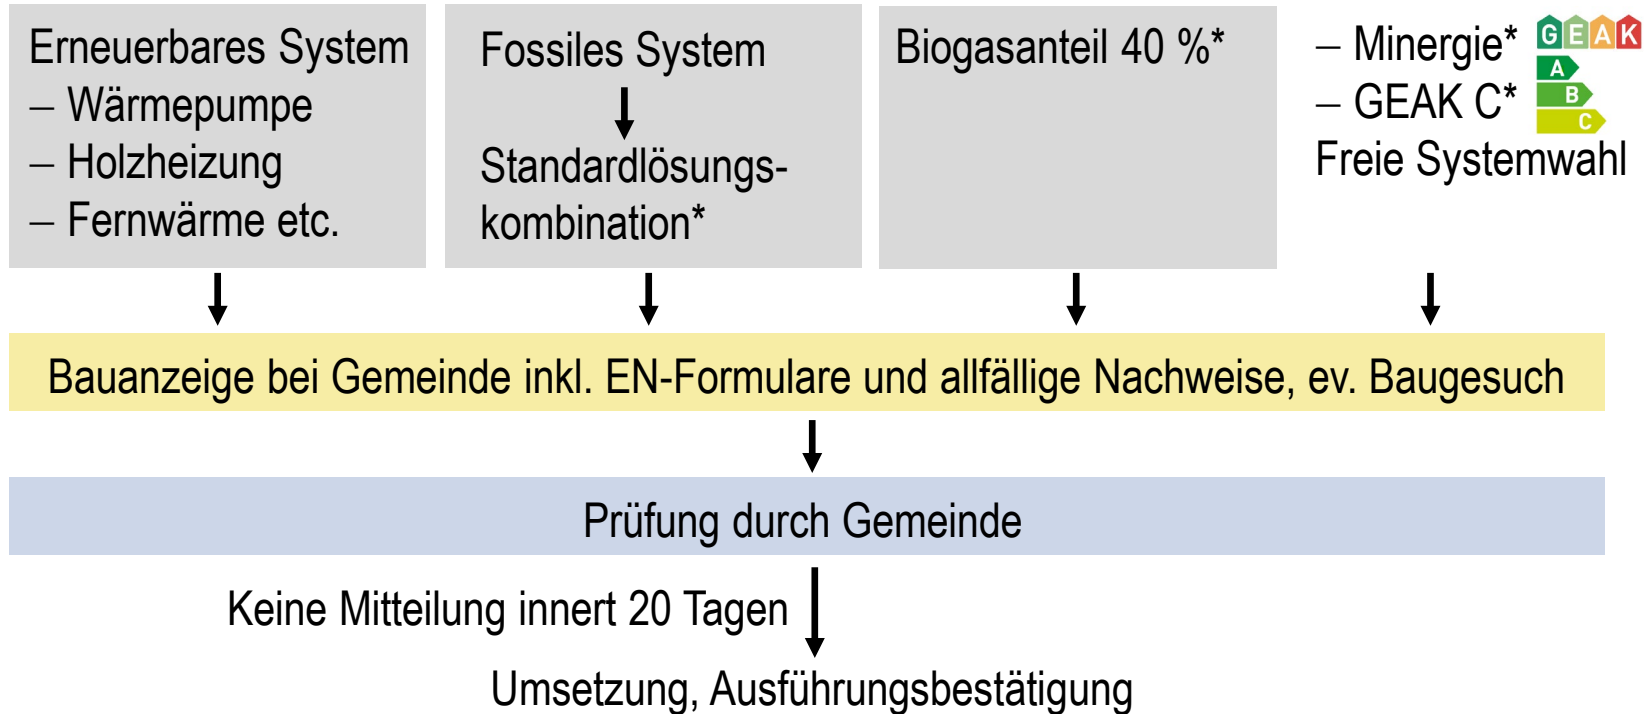 Erneuerbares System
– Wärmepumpe
– Holzheizung
– Fernwärme etc.
Fossiles System
Standardlösungs-
kombination*
Biogasanteil 40 %*
– Minergie*
– GEAK C*
Freie Systemwahl
GEAK
A
B
C
Bauanzeige bei Gemeinde inkl. EN-Formulare und allfällige Nachweise, ev. Baugesuch
Prüfung durch Gemeinde
Keine Mitteilung innert 20 Tagen
Umsetzung, Ausführungsbestätigung